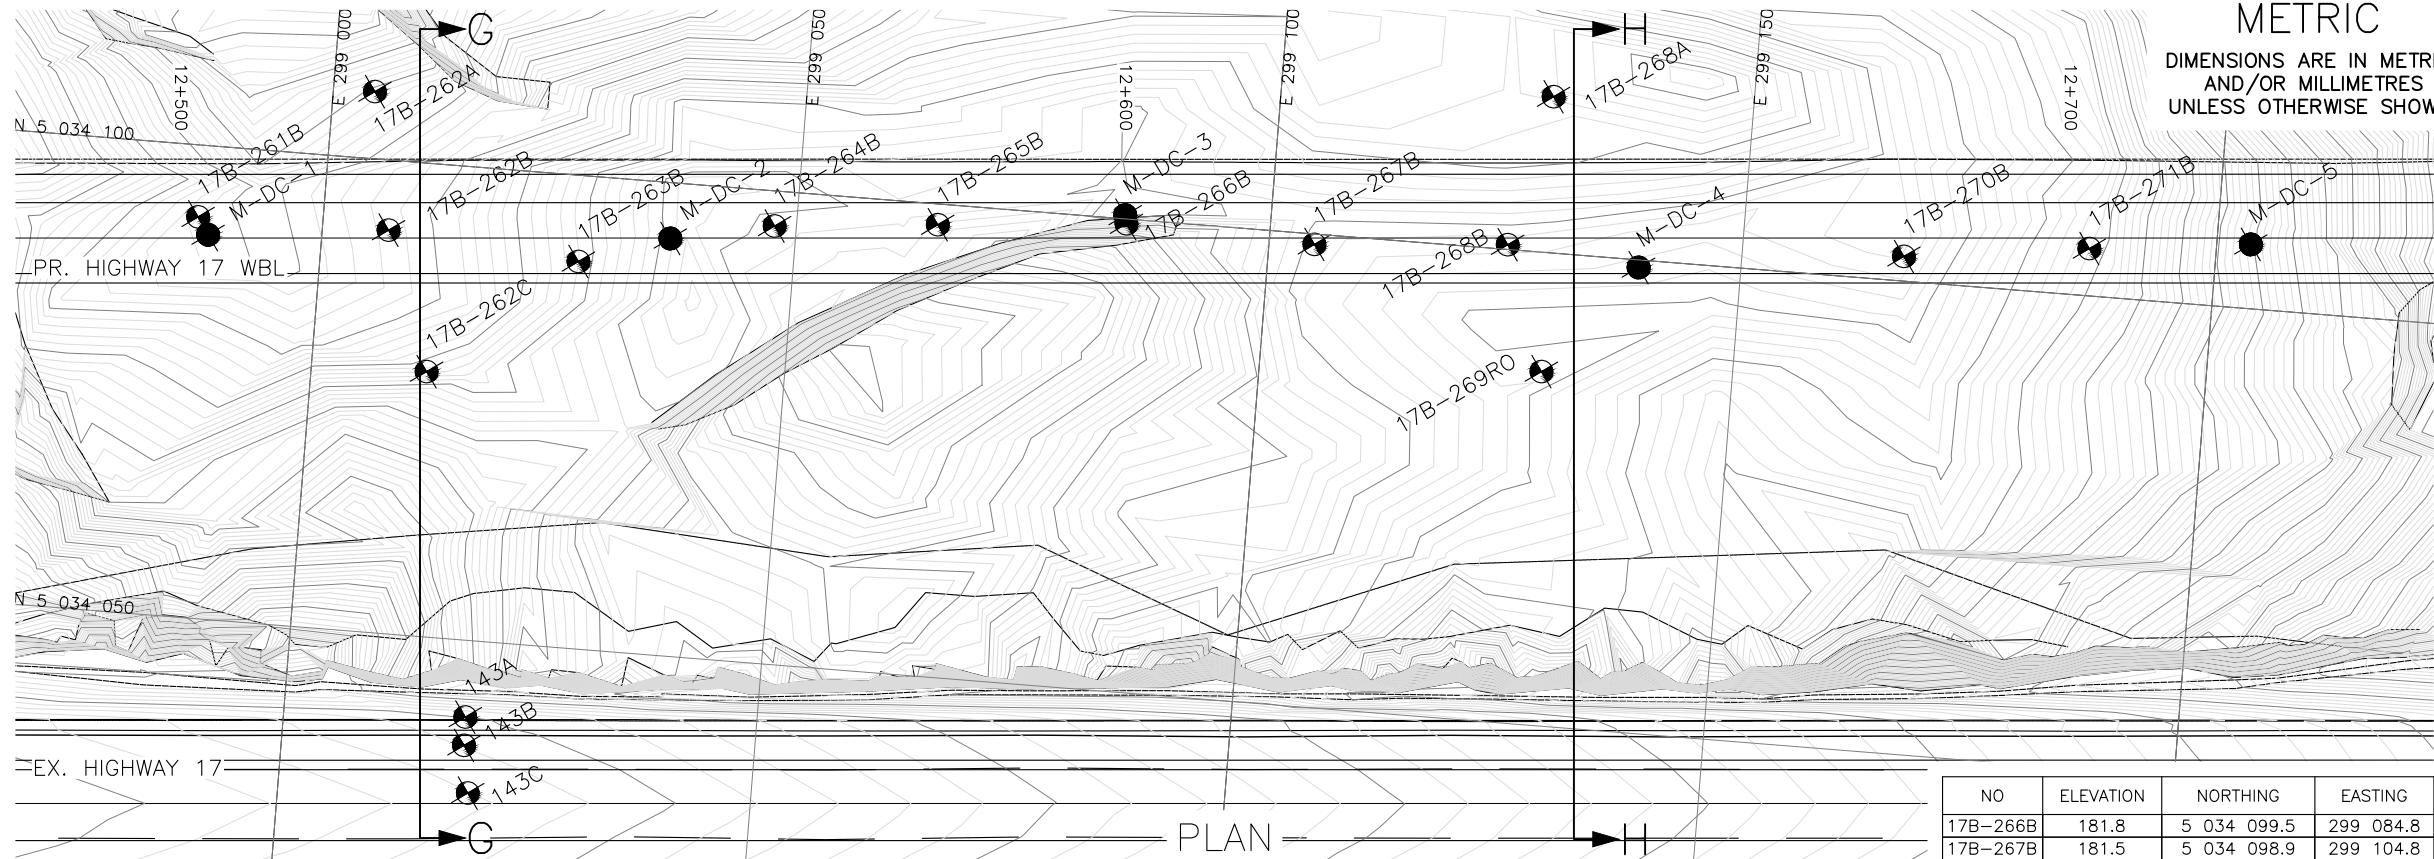 METRIC
DIMENSIONS ARE IN METR
AND/OR MILLIMETRES
UNLESS OTHERWISE SHOW
G
H
E 299 000
E 299 050
E 299 100
E 299 150
12+500
12+600
12+700
N 5 034 100
17B-262A
17B-268A
17B-261B
M-DC-1
17B-262B
17B-263B
M-DC-2
17B-264B
17B-265B
M-DC-3
17B-266B
17B-267B
17B-268B
M-DC-4
17B-270B
17B-271B
M-DC-5
PR. HIGHWAY 17 WBL
17B-262C
17B-269RO
N 5 034 050
143A
143B
EX. HIGHWAY 17
143C
G
PLAN
H
NO ELEVATION NORTHING EASTING
17B-266B 181.8 5 034 099.5 299 084.8
17B-267B 181.5 5 034 098.9 299 104.8